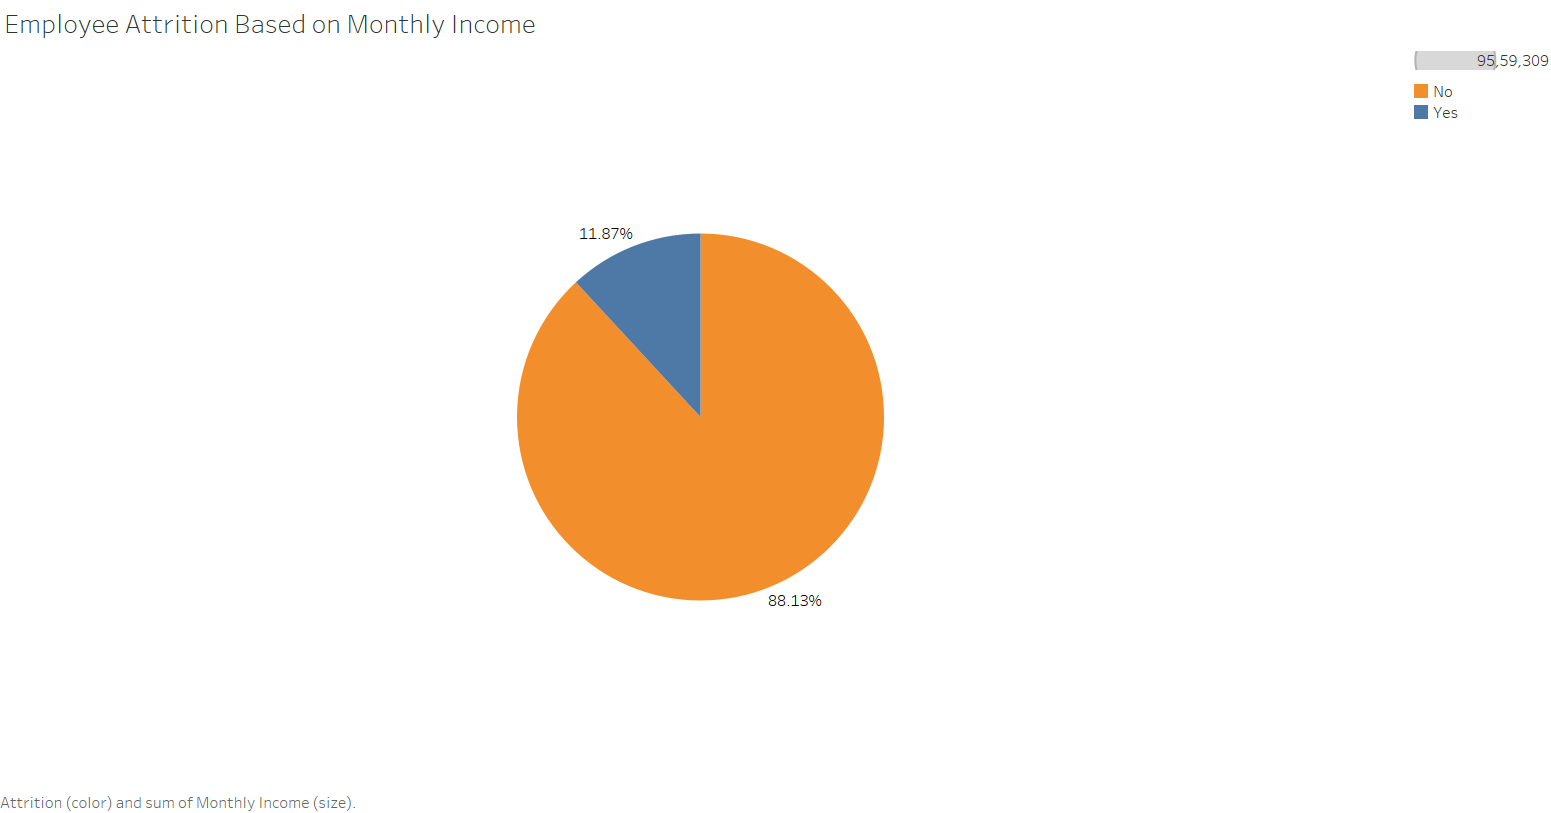 Employee Attrition Based on Monthly Income
95,59,309
No
Yes
11.87%
88.13%
Attrition (color) and sum of Monthly Income (size).